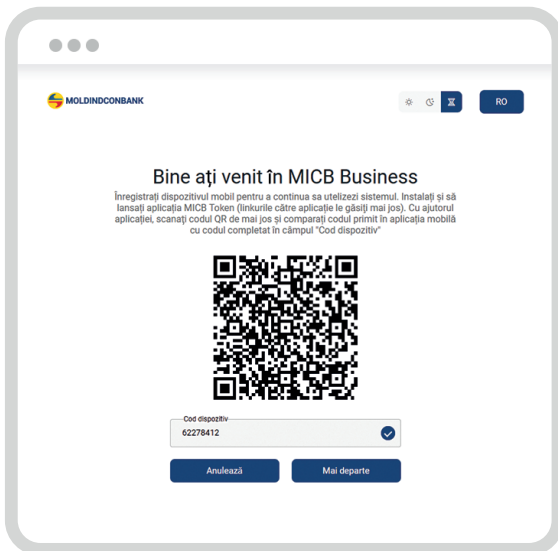 MOLDINDCONBANK
RO
Bine ați venit în MICB Business
Înregistrați dispozitivul mobil pentru a continua sa utelizezi sistemul. Instalați și să
lansați aplicația MICB Token (linkurile către aplicație le găsiți mai jos). Cu ajutorul
aplicației, scanați codul QR de mai jos și comparați codul primit în aplicația mobilă
cu codul completat în câmpul "Cod dispozitiv"
Cod dispozitiv
62278412
Anulează
Mai departe